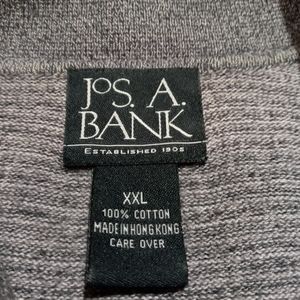 JOS. A.
BANK
ESTABLISHED 1905
XXL
100% COTTON
MADE IN HONG KONG
CARE OVER